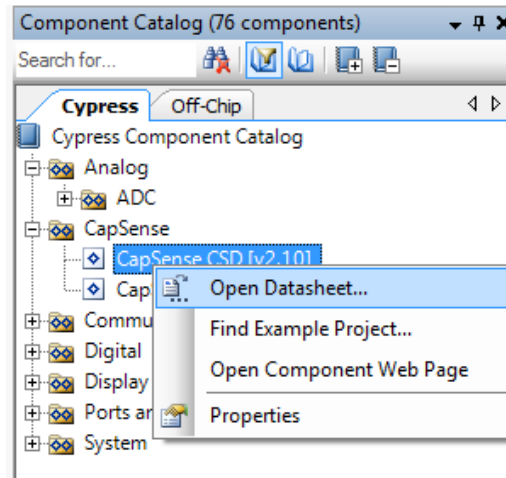 Component Catalog (76 components)
Search for...
Cypress
Off-Chip
Cypress Component Catalog
Analog
ADC
CapSense
CapSense CSD [v2.10]
Cap
Open Datasheet...
Find Example Project...
Commu
Digital
Open Component Web Page
Display
Ports ar
Properties
System